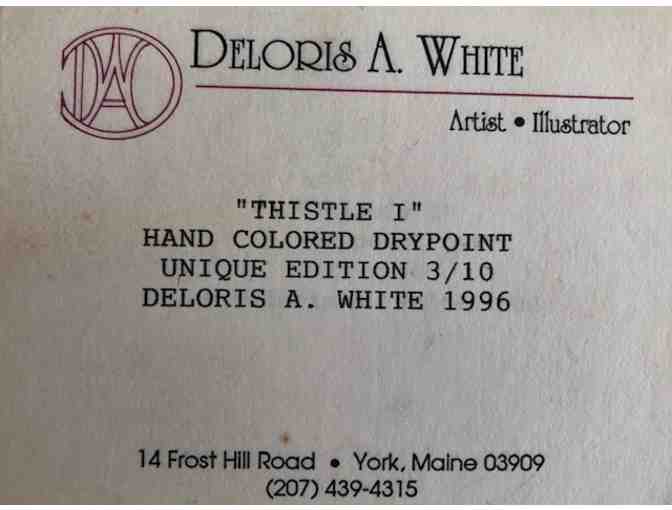 DAW
DELORIS A. WHITE
Artist • Illustrator
"THISTLE I"
HAND COLORED DRYPOINT
UNIQUE EDITION 3/10
DELORIS A. WHITE 1996
14 Frost Hill Road • York, Maine 03909
(207) 439-4315